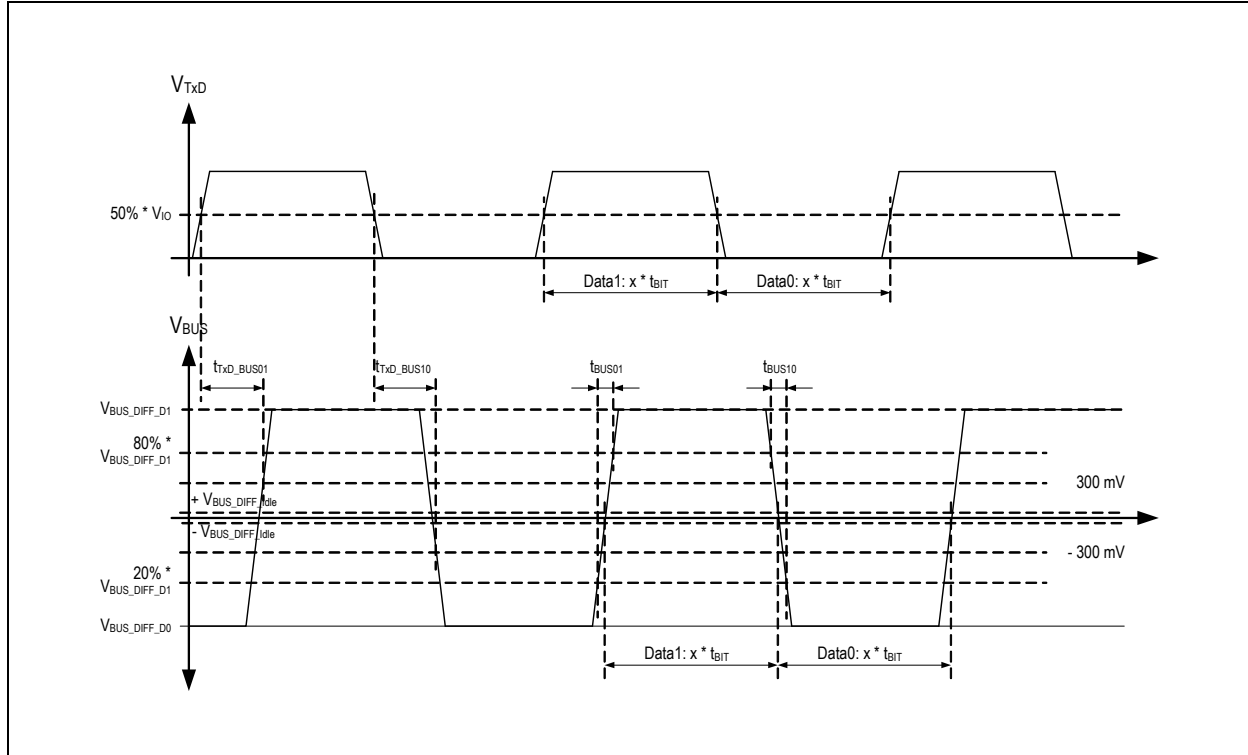 VTxD
50% * VIO
Data1: x * tBIT
Data0: x * tBIT
VBUS
tTxD_BUS01
tTxD_BUS10
tBUS01
tBUS10
VBUS_DIFF_D1
80% *
VBUS_DIFF_D1
300 mV
+ VBUS_DIFF_Idle
- VBUS_DIFF_Idle
- 300 mV
20% *
VBUS_DIFF_D1
VBUS_DIFF_D0
Data1: x * tBIT
Data0: x * tBIT